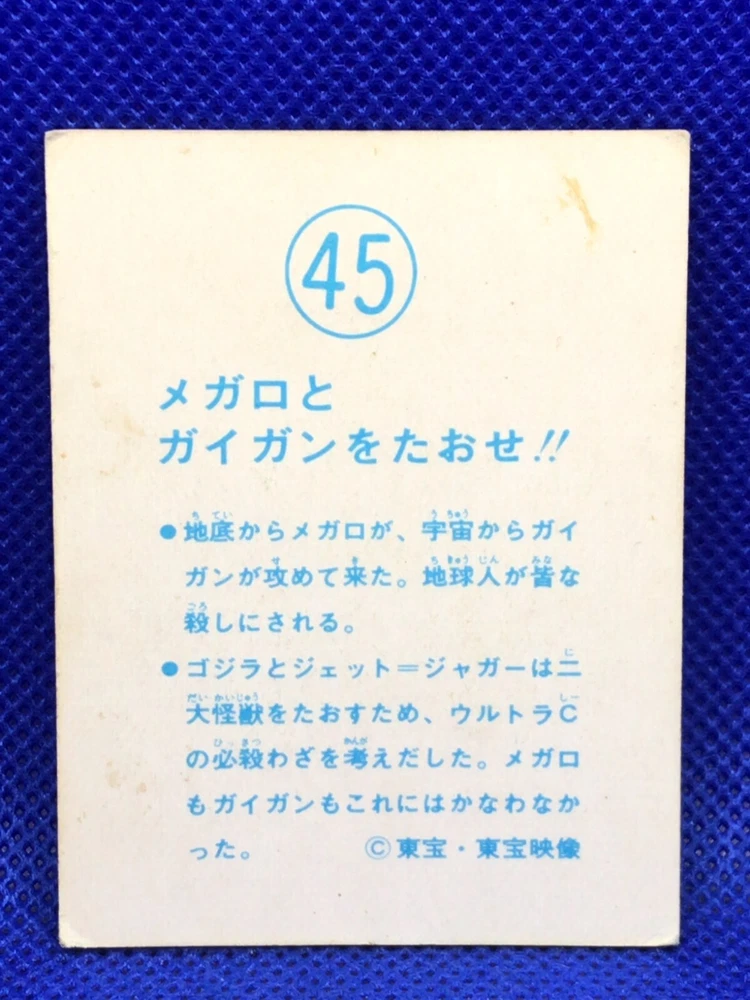 45
メガロと
ガイガンをたおせ!!
●地底からメガロが、宇宙からガイ
ガンが攻めて来た。地球人が皆な
殺しにされる。
●ゴジラとジェット＝ジャガーは二
大怪獣をたおすため、ウルトラC
の必殺わざを考えだした。メガロ
もガイガンもこれにはかなわなか
った。 ©東宝・東宝映像